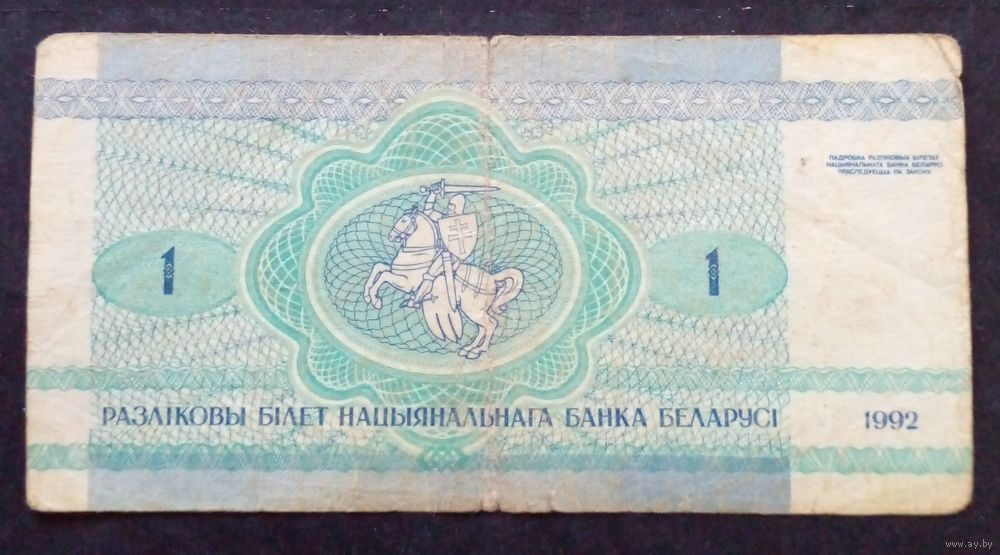 ПАДРОБКА РАЗЛІКОВЫХ БІЛЕТАЎ
НАЦЫЯНАЛЬНАГА БАНКА БЕЛАРУСІ
ПРАСЛЕДУЕЦЦА ПА ЗАКОНУ
1
1
РАЗЛІКОВЫ БІЛЕТ НАЦЫЯНАЛЬНАГА БАНКА БЕЛАРУСІ
1992
www.ay.by